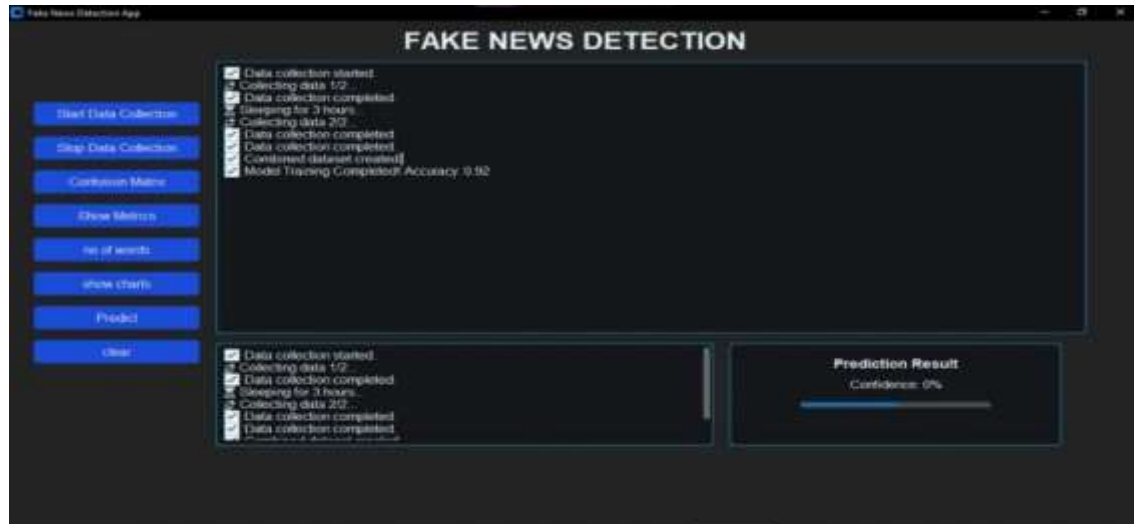 Fake News Detection App
FAKE NEWS DETECTION
Start Data Collection
Stop Data Collection
Confusion Matrix
Show Metrics
no of words
show charts
Predict
clear
Data collection started.
Collecting data 1/2...
Data collection completed.
Sleeping for 3 hours...
Collecting data 2/2...
Data collection completed.
Data collection completed.
Combined dataset created!
Model Training Completed! Accuracy :0.92
Data collection started.
Collecting data 1/2...
Data collection completed.
Sleeping for 3 hours...
Collecting data 2/2...
Data collection completed.
Data collection completed.
Combined dataset created
Prediction Result
Confidence: 0%